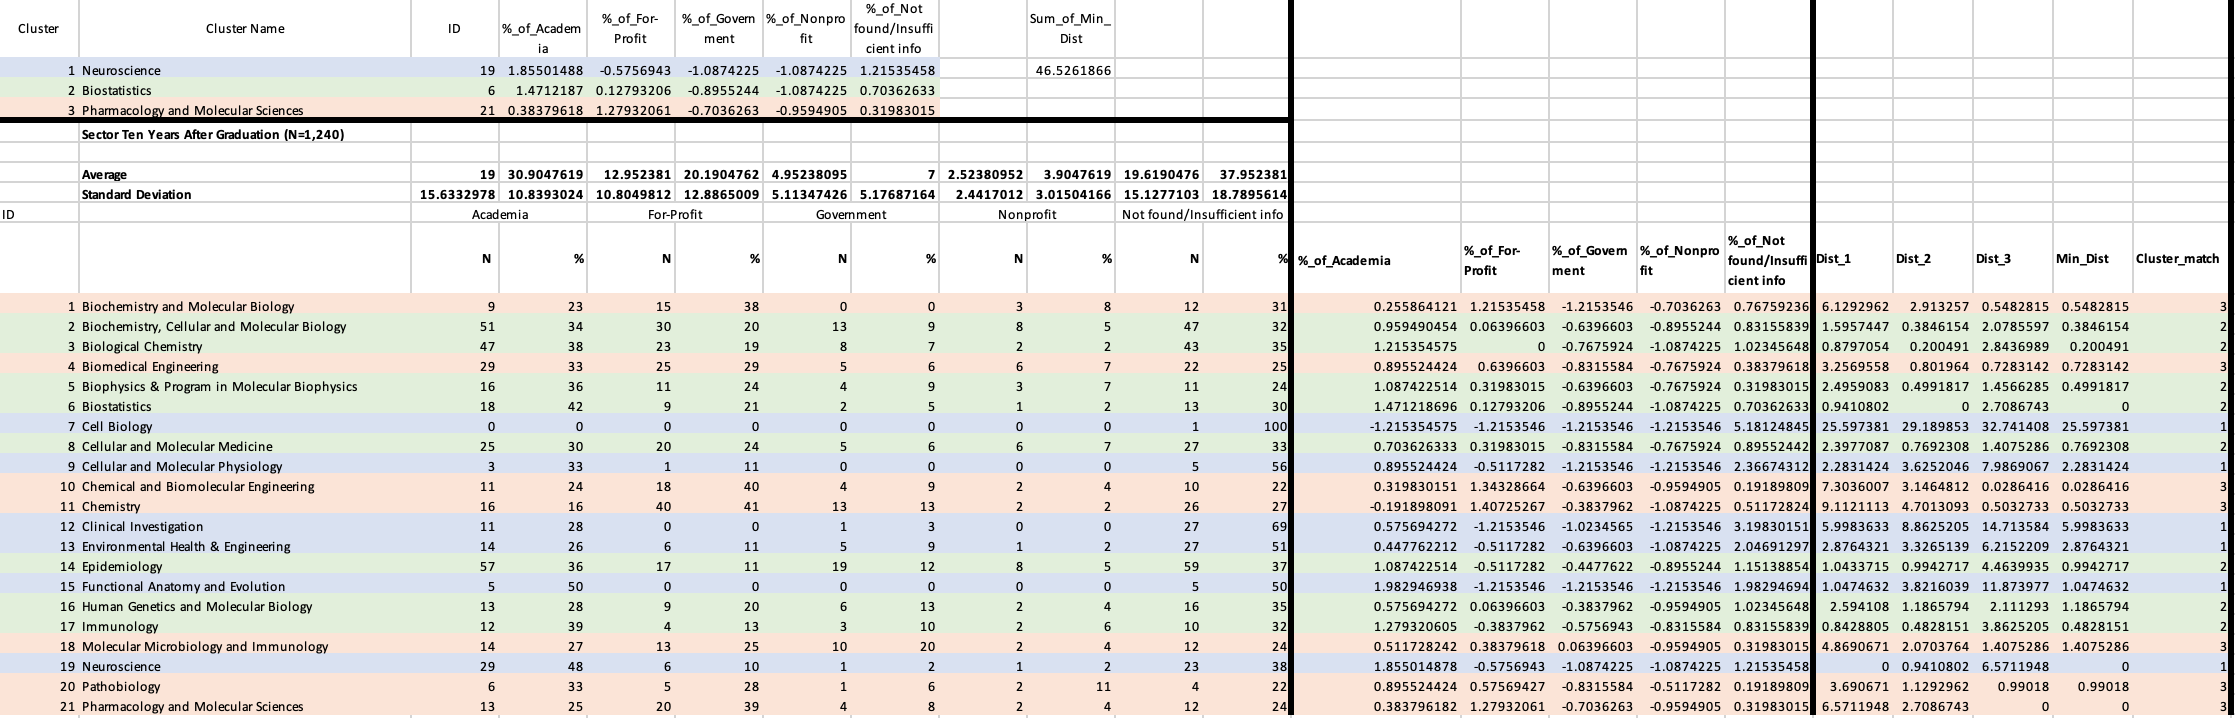 Cluster Cluster Name ID %_of_Academia %_of_For-Profit %_of_Government %_of_Nonprofit %_of_Not found/Insufficient info Sum_of_Min_Dist
1 Neuroscience 19 1.85501488 -0.5756943 -1.0874225 -1.0874225 1.21535458 46.5261866
2 Biostatistics 6 1.4712187 0.12793206 -0.8955244 -1.0874225 0.70362633
3 Pharmacology and Molecular Sciences 21 0.38379618 1.27932061 -0.7036263 -0.9594905 0.31983015
Sector Ten Years After Graduation (N=1,240)
Average 19 30.9047619 12.952381 20.1904762 4.95238095 7 2.52380952 3.9047619 19.6190476 37.952381
Standard Deviation 15.6332978 10.8393024 10.8049812 12.8865009 5.11347426 5.17687164 2.4417012 3.01504166 15.1277103 18.7895614
ID Academia For-Profit Government Nonprofit Not found/Insufficient info
N % N % N % N % N % %_of_Academia %_of_For-Profit %_of_Government %_of_Nonprofit %_of_Not found/Insufficient info Dist_1 Dist_2 Dist_3 Min_Dist Cluster_match
1 Biochemistry and Molecular Biology 9 23 15 38 0 0 3 8 12 31 0.255864121 1.21535458 -1.2153546 -0.7036263 0.76759236 6.1292962 2.913257 0.5482815 0.5482815 3
2 Biochemistry, Cellular and Molecular Biology 51 34 30 20 13 9 8 5 47 32 0.959490454 0.06396603 -0.6396603 -0.8955244 0.83155839 1.5957447 0.3846154 2.0785597 0.3846154 2
3 Biological Chemistry 47 38 23 19 8 7 2 2 43 35 1.215354575 0 -0.7675924 -1.0874225 1.02345648 0.8797054 0.200491 2.8436989 0.200491 2
4 Biomedical Engineering 29 33 25 29 5 6 6 7 22 25 0.895524424 0.6396603 -0.8315584 -0.7675924 0.38379618 3.2569558 0.801964 0.7283142 0.7283142 3
5 Biophysics & Program in Molecular Biophysics 16 36 11 24 4 9 3 7 11 24 1.087422514 0.31983015 -0.6396603 -0.7675924 0.31983015 2.4959083 0.4991817 1.4566285 0.4991817 2
6 Biostatistics 18 42 9 21 2 5 1 2 13 30 1.471218696 0.12793206 -0.8955244 -1.0874225 0.70362633 0.9410802 0 2.7086743 0 2
7 Cell Biology 0 0 0 0 0 0 0 0 1 100 -1.215354575 -1.2153546 -1.2153546 -1.2153546 5.18124845 25.597381 29.189853 32.741408 25.597381 1
8 Cellular and Molecular Medicine 25 30 20 24 5 6 6 7 27 33 0.703626333 0.31983015 -0.8315584 -0.7675924 0.89552442 2.3977087 0.7692308 1.4075286 0.7692308 2
9 Cellular and Molecular Physiology 3 33 1 11 0 0 0 0 5 56 0.895524424 -0.5117282 -1.2153546 -1.2153546 2.36674312 2.2831424 3.6252046 7.9869067 2.2831424 1
10 Chemical and Biomolecular Engineering 11 24 18 40 4 9 2 4 10 22 0.319830151 1.34328664 -0.6396603 -0.9594905 0.19189809 7.3036007 3.1464812 0.0286416 0.0286416 3
11 Chemistry 16 16 40 41 13 13 2 2 26 27 -0.191898091 1.40725267 -0.3837962 -1.0874225 0.51172824 9.1121113 4.7013093 0.5032733 0.5032733 3
12 Clinical Investigation 11 28 0 0 1 3 0 0 27 69 0.575694272 -1.2153546 -1.0234565 -1.2153546 3.19830151 5.9983633 8.8625205 14.713584 5.9983633 1
13 Environmental Health & Engineering 14 26 6 11 5 9 1 2 27 51 0.447762212 -0.5117282 -0.6396603 -1.0874225 2.04691297 2.8764321 3.3265139 6.2152209 2.8764321 1
14 Epidemiology 57 36 17 11 19 12 8 5 59 37 1.087422514 -0.5117282 -0.4477622 -0.8955244 1.15138854 1.0433715 0.9942717 4.4639935 0.9942717 2
15 Functional Anatomy and Evolution 5 50 0 0 0 0 0 0 5 50 1.982946938 -1.2153546 -1.2153546 -1.2153546 1.98294694 1.0474632 3.8216039 11.873977 1.0474632 1
16 Human Genetics and Molecular Biology 13 28 9 20 6 13 2 4 16 35 0.575694272 0.06396603 -0.3837962 -0.9594905 1.02345648 2.594108 1.1865794 2.111293 1.1865794 2
17 Immunology 12 39 4 13 3 10 2 6 10 32 1.279320605 -0.3837962 -0.5756943 -0.8315584 0.83155839 0.8428805 0.4828151 3.8625205 0.4828151 2
18 Molecular Microbiology and Immunology 14 27 13 25 10 20 2 4 12 24 0.511728242 0.38379618 0.06396603 -0.9594905 0.31983015 4.8690671 2.0703764 1.4075286 1.4075286 3
19 Neuroscience 29 48 6 10 1 2 1 2 23 38 1.855014878 -0.5756943 -1.0874225 -1.0874225 1.21535458 0 0.9410802 6.5711948 0 1
20 Pathobiology 6 33 5 28 1 6 2 11 4 22 0.895524424 0.57569427 -0.8315584 -0.5117282 0.19189809 3.690671 1.1292962 0.99018 0.99018 3
21 Pharmacology and Molecular Sciences 13 25 20 39 4 8 2 4 12 24 0.383796182 1.27932061 -0.7036263 -0.9594905 0.31983015 6.5711948 2.7086743 0 0 3